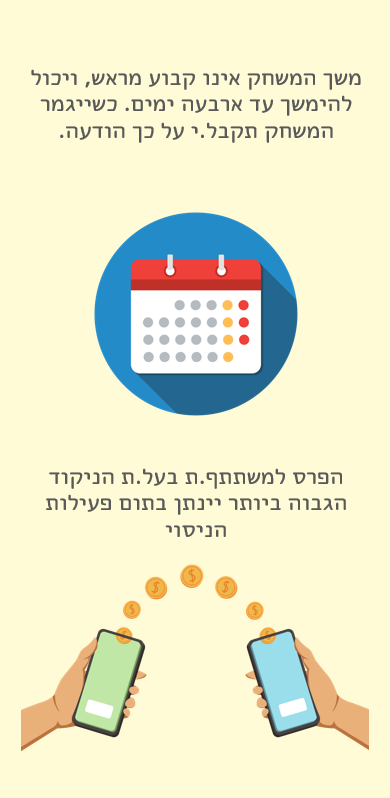 משך המשחק אינו קבוע מראש, ויכול
להימשך עד ארבעה ימים. כשייגמר
המשחק תקבל.י על כך הודעה.
הפרס למשתתף.ת בעל.ת הניקוד
הגבוה ביותר יינתן בתום פעילות
הניסוי